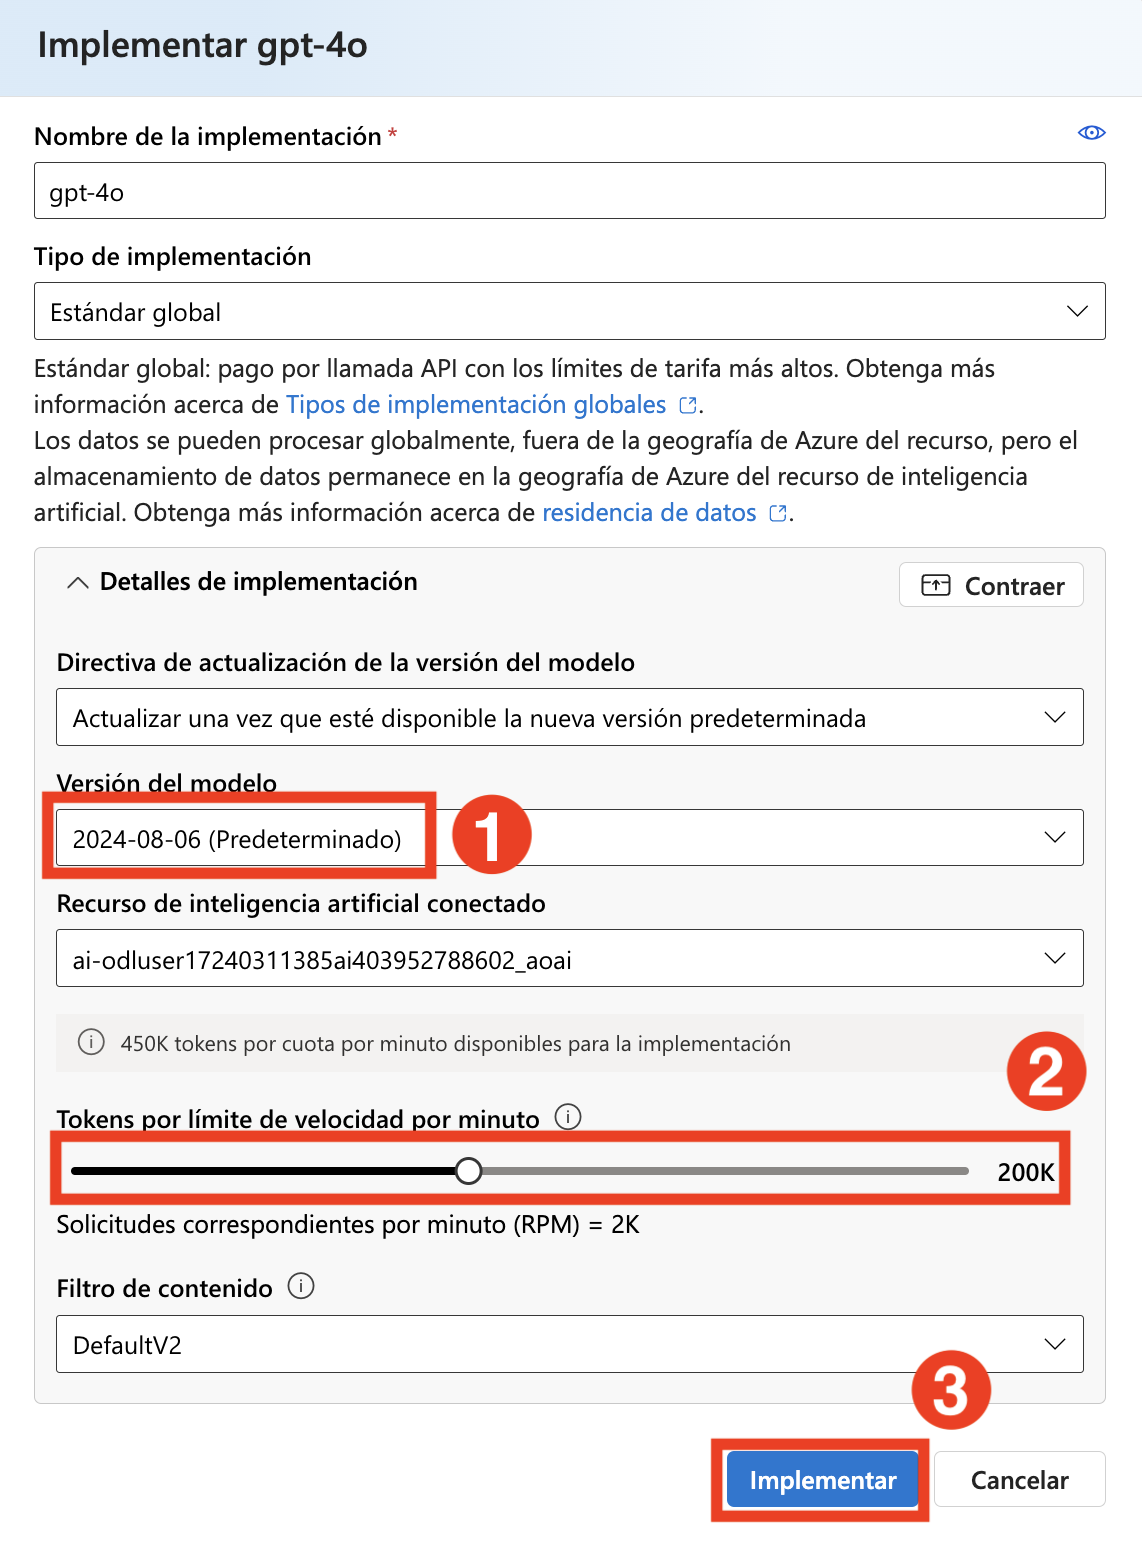 Implementar gpt-4o
Nombre de la implementación *
gpt-4o
Tipo de implementación
Estándar global
Estándar global: pago por llamada API con los límites de tarifa más altos. Obtenga más
información acerca de Tipos de implementación globales .
Los datos se pueden procesar globalmente, fuera de la geografía de Azure del recurso, pero el
almacenamiento de datos permanece en la geografía de Azure del recurso de inteligencia
artificial. Obtenga más información acerca de residencia de datos .
Detalles de implementación
Contraer
Directiva de actualización de la versión del modelo
Actualizar una vez que esté disponible la nueva versión predeterminada
Versión del modelo
2024-08-06 (Predeterminado)
1
Recurso de inteligencia artificial conectado
ai-odluser17240311385ai403952788602_aoai
450K tokens por cuota por minuto disponibles para la implementación
2
Tokens por límite de velocidad por minuto
200K
Solicitudes correspondientes por minuto (RPM) = 2K
Filtro de contenido
DefaultV2
3
Implementar
Cancelar